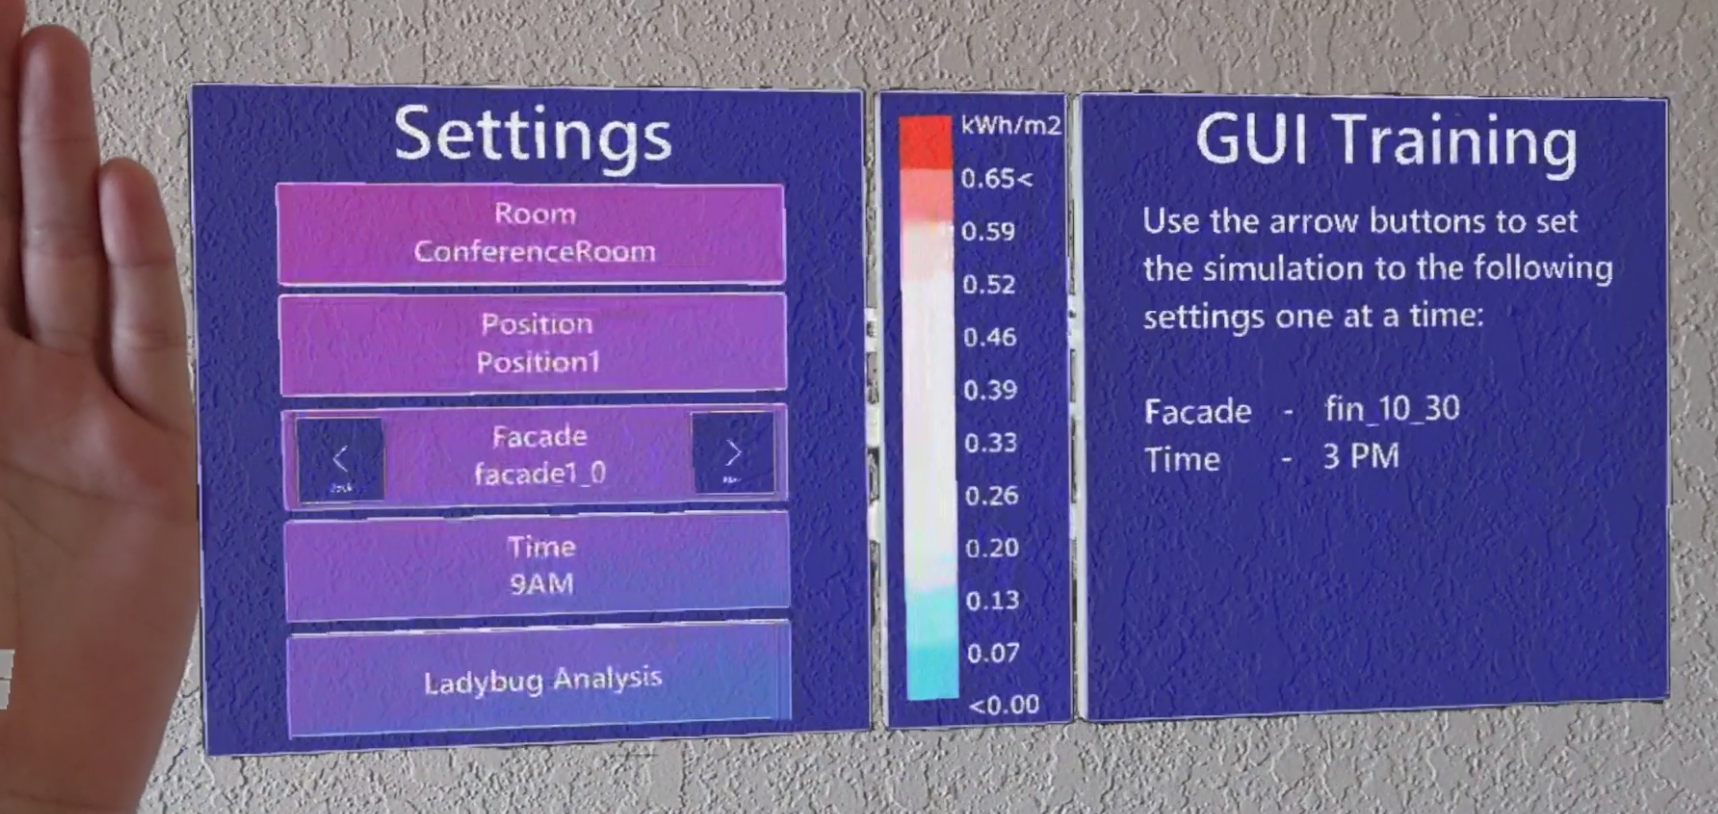 Settings
Room
ConferenceRoom
Position
Position1
Facade
facade1_0
Time
9AM
Ladybug Analysis
kWh/m2
0.65<
0.59
0.52
0.46
0.39
0.33
0.26
0.20
0.13
0.07
<0.00
GUI Training
Use the arrow buttons to set
the simulation to the following
settings one at a time:
Facade - fin_10_30
Time - 3 PM